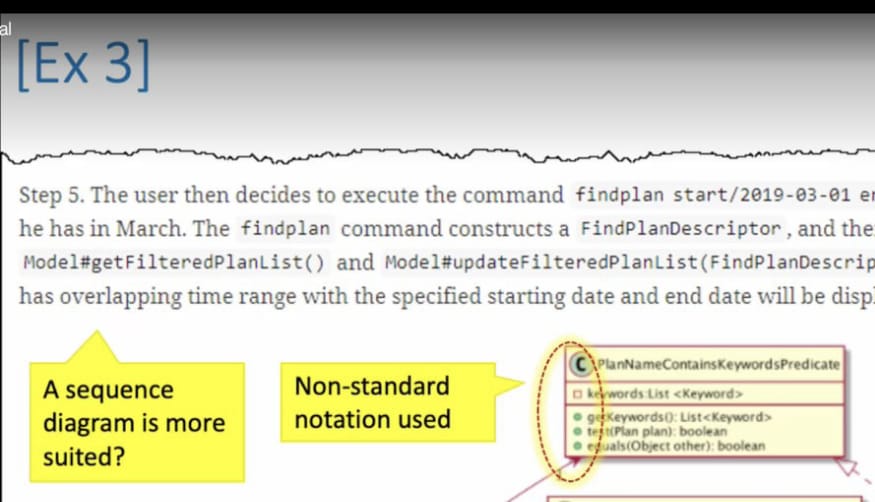 al
[Ex 3]
Step 5. The user then decides to execute the command findplan start/2019-03-01 e
he has in March. The findplan command constructs a FindPlanDescriptor, and the
Model#getFilteredPlanList() and Model#updateFilteredPlanList(FindPlanDescrip
has overlapping time range with the specified starting date and end date will be displ
A sequence
diagram is more
suited?
Non-standard
notation used
C PlanNameContainsKeywordsPredicate
keywords:List <Keyword>
getKeywords(): List<Keyword>
test(Plan plan): boolean
equals(Object other): boolean